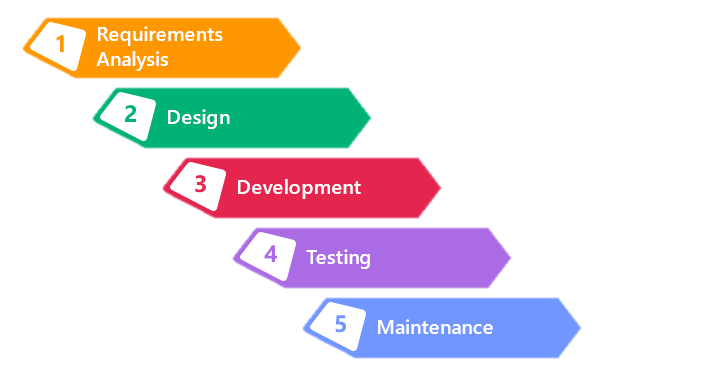 1
Requirements
Analysis
2
Design
3
Development
4
Testing
5
Maintenance